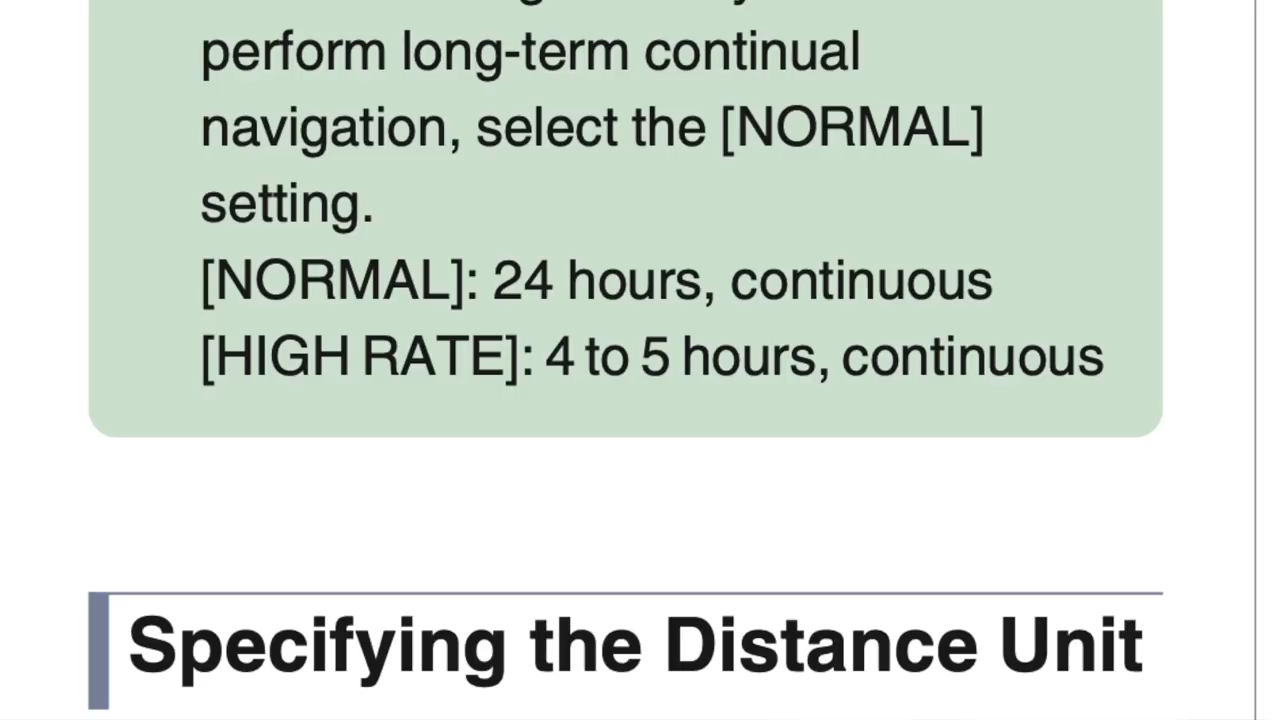 perform long-term continual
navigation, select the [NORMAL]
setting.
[NORMAL]: 24 hours, continuous
[HIGH RATE]: 4 to 5 hours, continuous
Specifying the Distance Unit